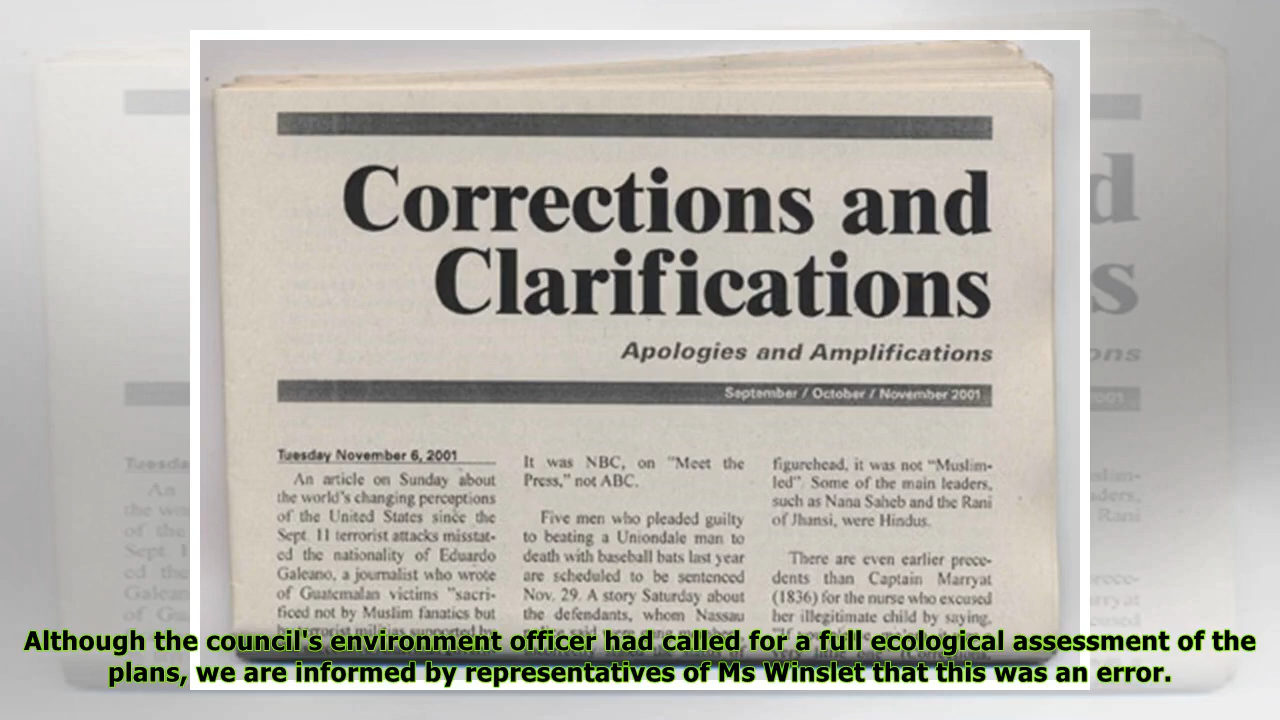 Corrections and
Clarifications
Apologies and Amplifications
September / October / November 2001
Tuesday November 6, 2001
An article on Sunday about
the world's changing perceptions
of the United States since the
Sept. 11 terrorist attacks misstat-
ed the nationality of Eduardo
Galeano, a journalist who wrote
of Guatemalan victims "sacri-
ficed not by Muslim fanatics but
It was NBC, on "Meet the
Press," not ABC.
Five men who pleaded guilty
to beating a Uniondale man to
death with baseball bats last year
are scheduled to be sentenced
Nov. 29. A story Saturday about
the defendants, whom Nassau
figurehead, it was not "Muslim-
led". Some of the main leaders,
such as Nana Saheb and the Rani
of Jhansi, were Hindus.
There are even earlier prece-
dents than Captain Marryat
(1836) for the nurse who excused
her illegitimate child by saying,
Although the council's environment officer had called for a full ecological assessment of the
plans, we are informed by representatives of Ms Winslet that this was an error.